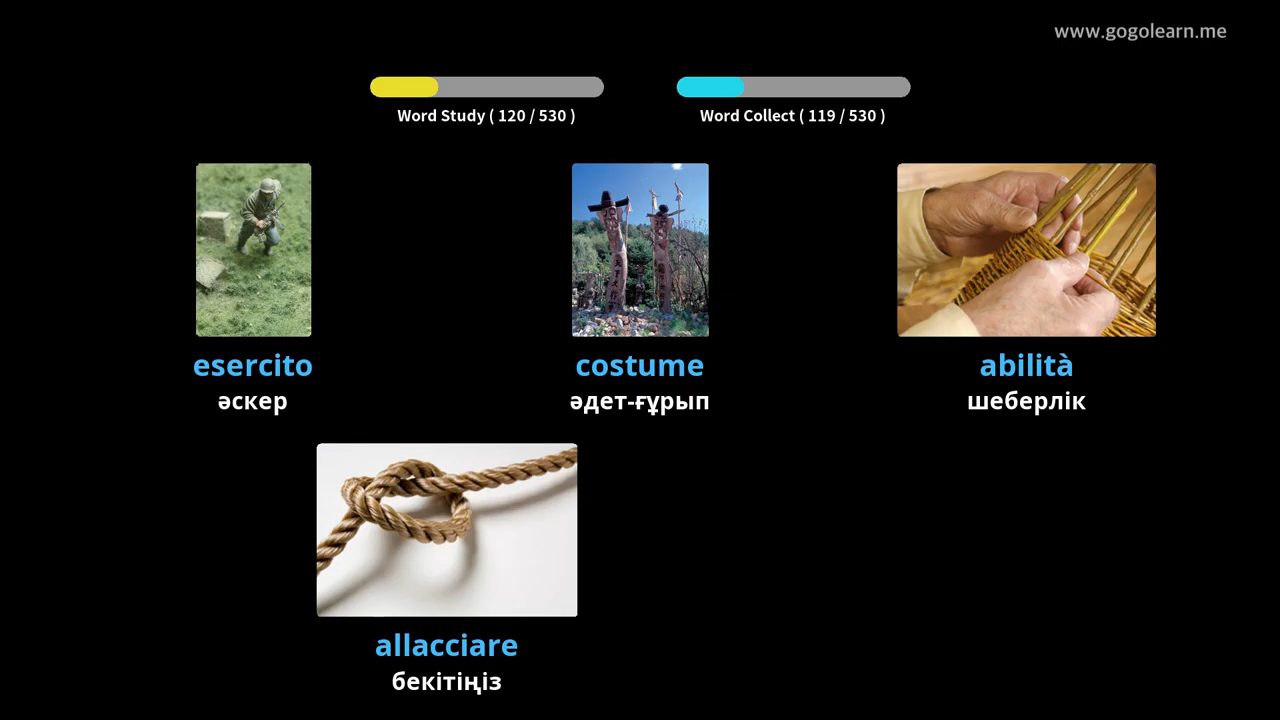 www.gogolearn.me
Word Study ( 120 / 530 )
Word Collect ( 119 / 530 )
esercito
әскер
costume
әдет-ғұрып
abilità
шеберлік
allacciare
бекітіңіз